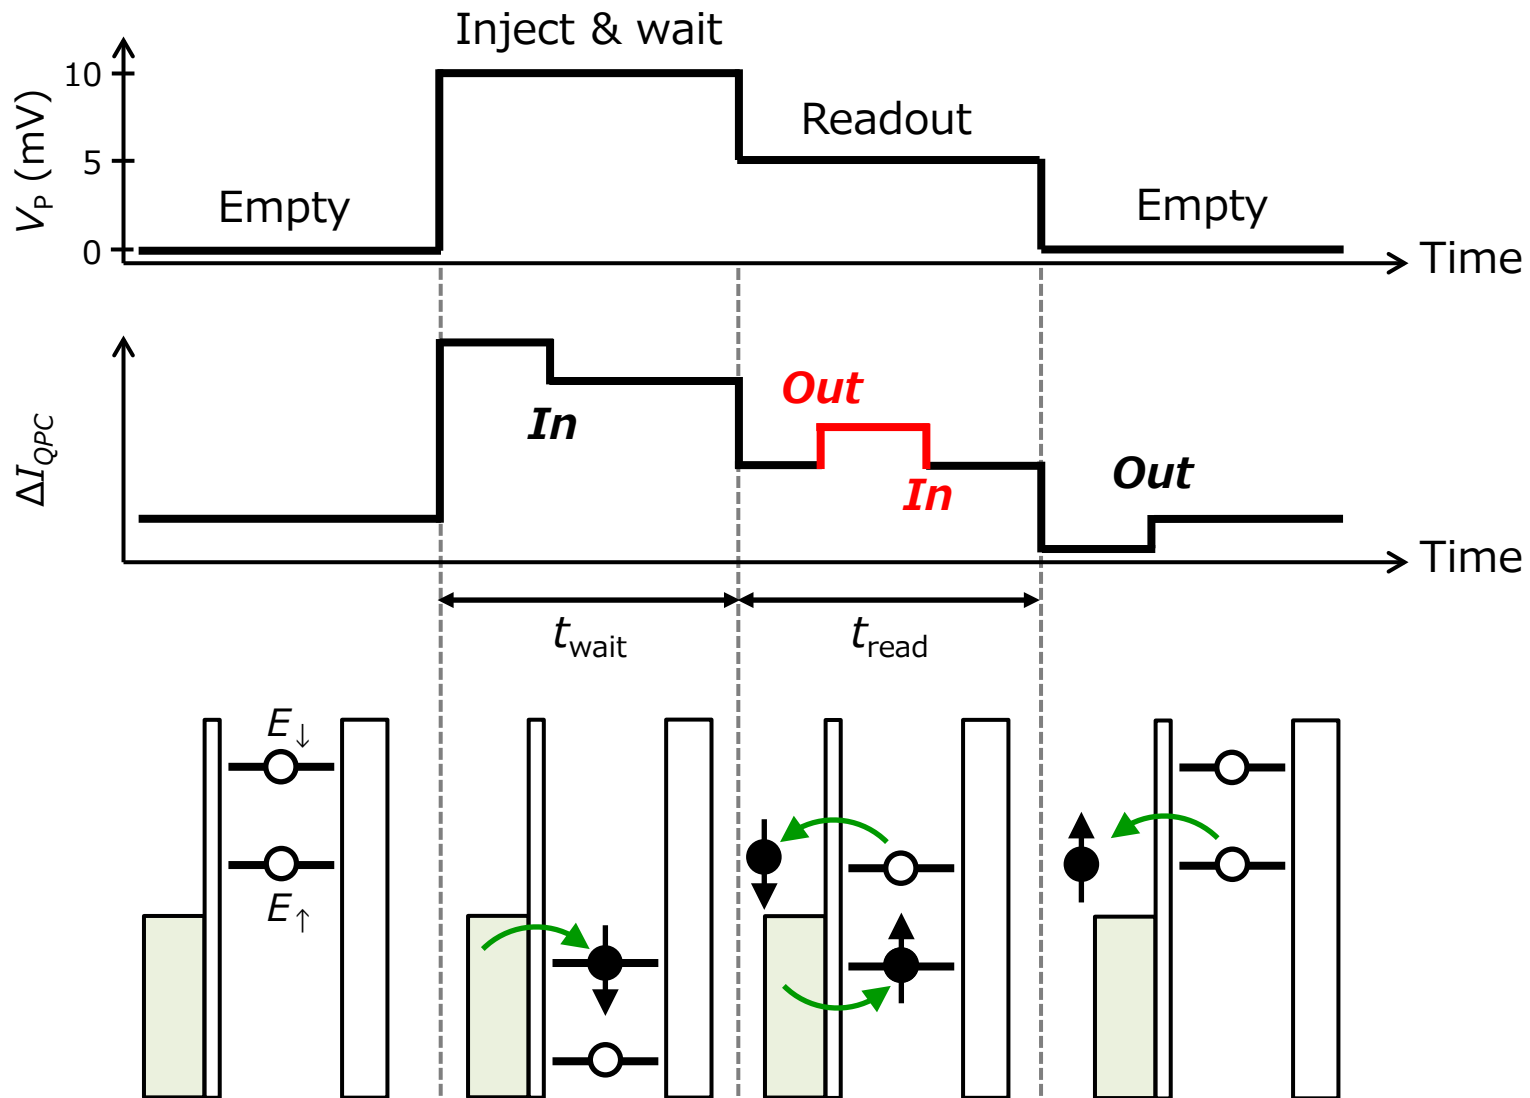 Inject & wait
10
Readout
5
V_P (mV)
Empty
Empty
0
Time
Out
In
ΔI_QPC
Out
In
Time
t_wait
t_read
E↓
E↑